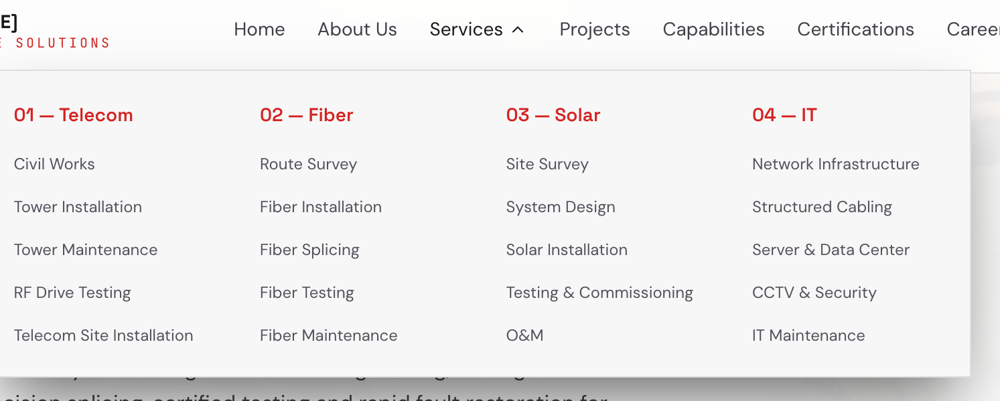 E]
E SOLUTIONS
Home About Us Services Projects Capabilities Certifications Career
01 — Telecom
Civil Works
Tower Installation
Tower Maintenance
RF Drive Testing
Telecom Site Installation
02 — Fiber
Route Survey
Fiber Installation
Fiber Splicing
Fiber Testing
Fiber Maintenance
03 — Solar
Site Survey
System Design
Solar Installation
Testing & Commissioning
O&M
04 — IT
Network Infrastructure
Structured Cabling
Server & Data Center
CCTV & Security
IT Maintenance
splicing, certified testing and rapid fault restoration for